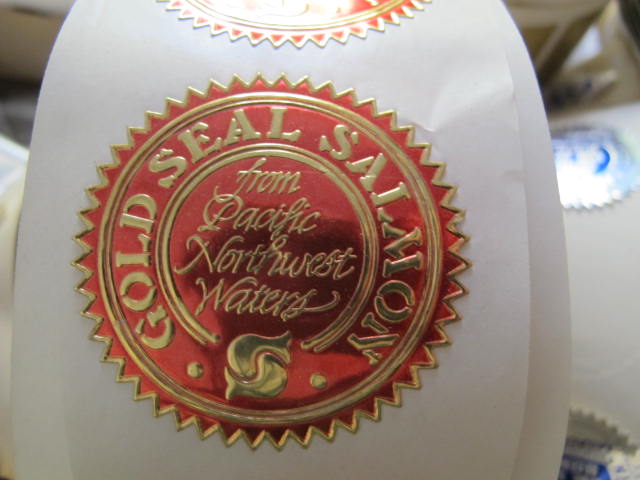 GOLD SEAL SALMON
from
Pacific
Northwest
Waters